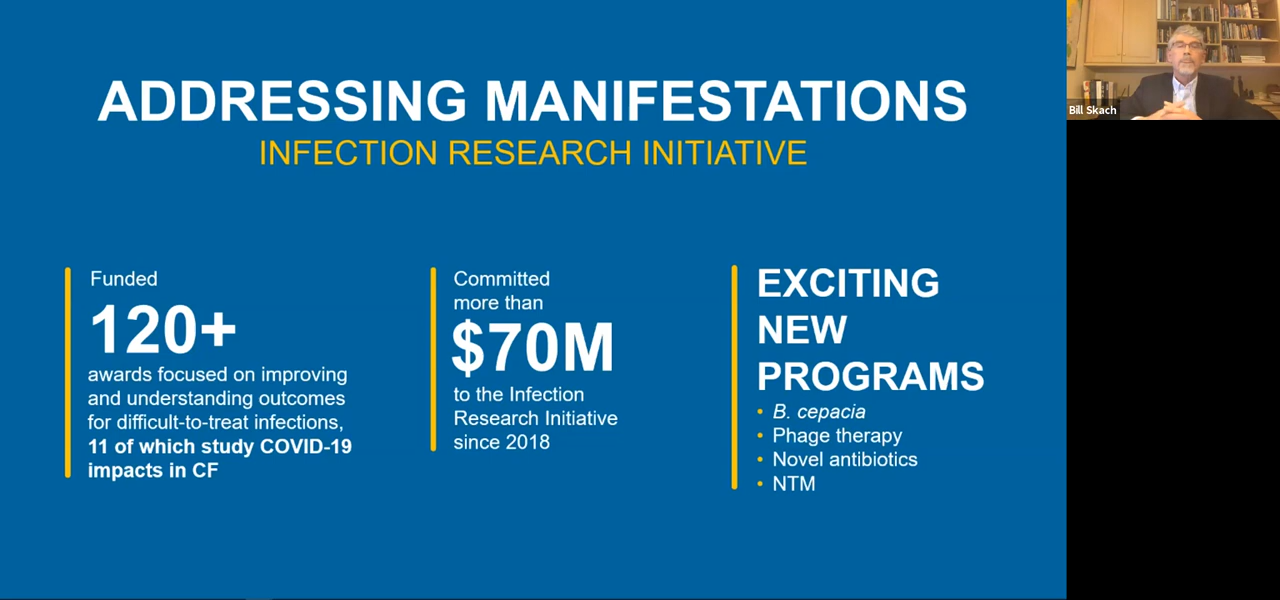 ADDRESSING MANIFESTATIONS
INFECTION RESEARCH INITIATIVE
Funded
120+
awards focused on improving
and understanding outcomes
for difficult-to-treat infections,
11 of which study COVID-19
impacts in CF
Committed
more than
$70M
to the Infection
Research Initiative
since 2018
EXCITING
NEW
PROGRAMS
• B. cepacia
• Phage therapy
• Novel antibiotics
• NTM
Bill Skach